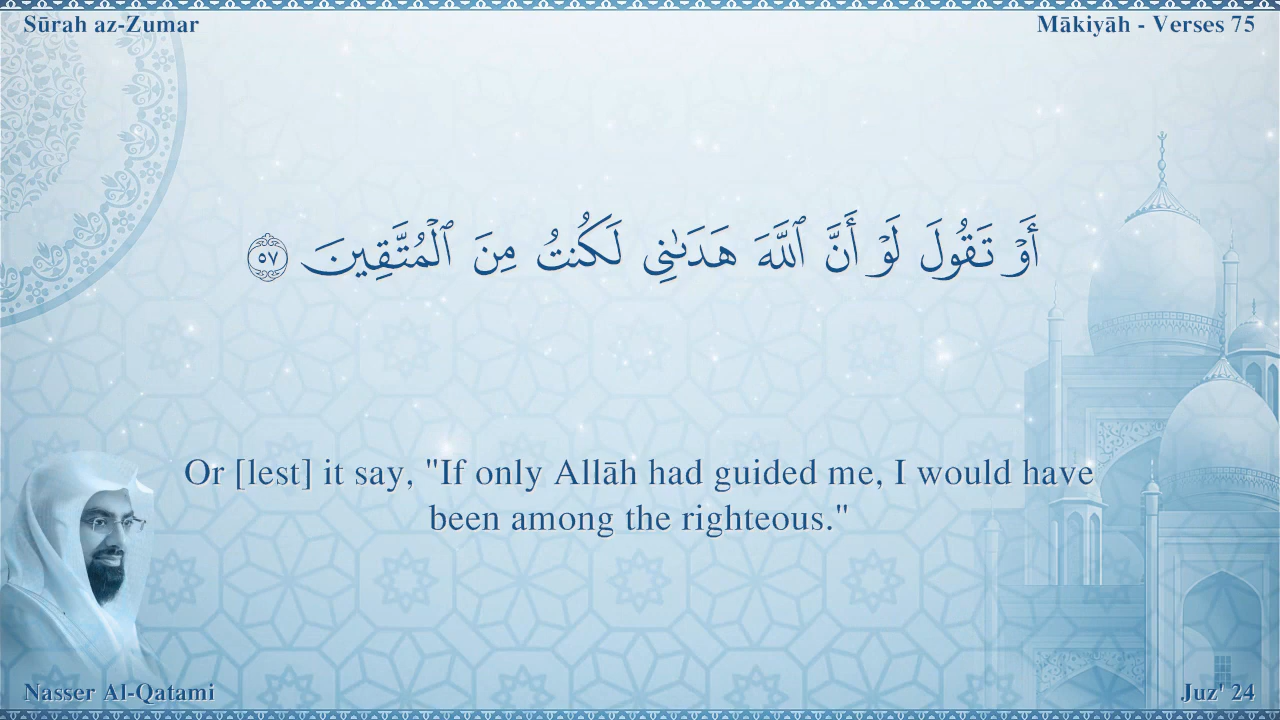 Sūrah az-Zumar
Mākiyāh - Verses 75
أَوْ تَقُولَ لَوْ أَنَّ ٱللَّهَ هَدَىٰنِى لَكُنتُ مِنَ ٱلْمُتَّقِينَ ٥٧
Or [lest] it say, "If only Allāh had guided me, I would have
been among the righteous."
Nasser Al-Qatami
Juz' 24